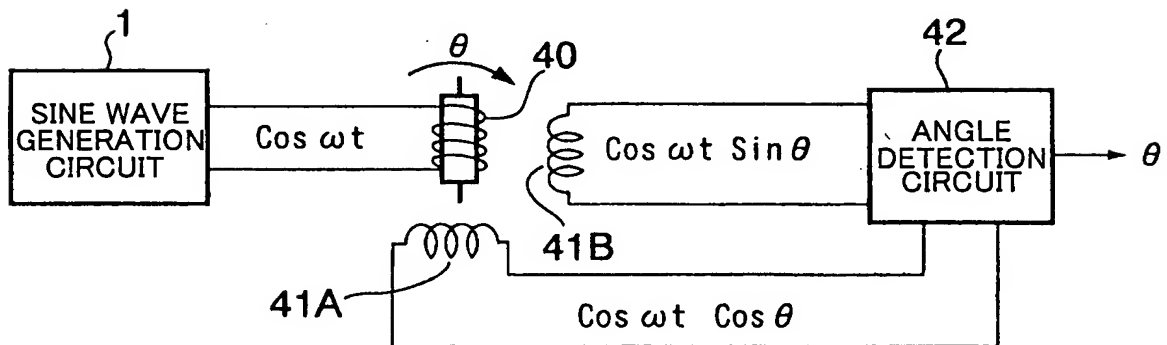 1
SINE WAVE
GENERATION
CIRCUIT
Cos ωt
θ
40
Cos ωt Sin θ
41B
42
ANGLE
DETECTION
CIRCUIT
θ
41A
Cos ωt Cos θ